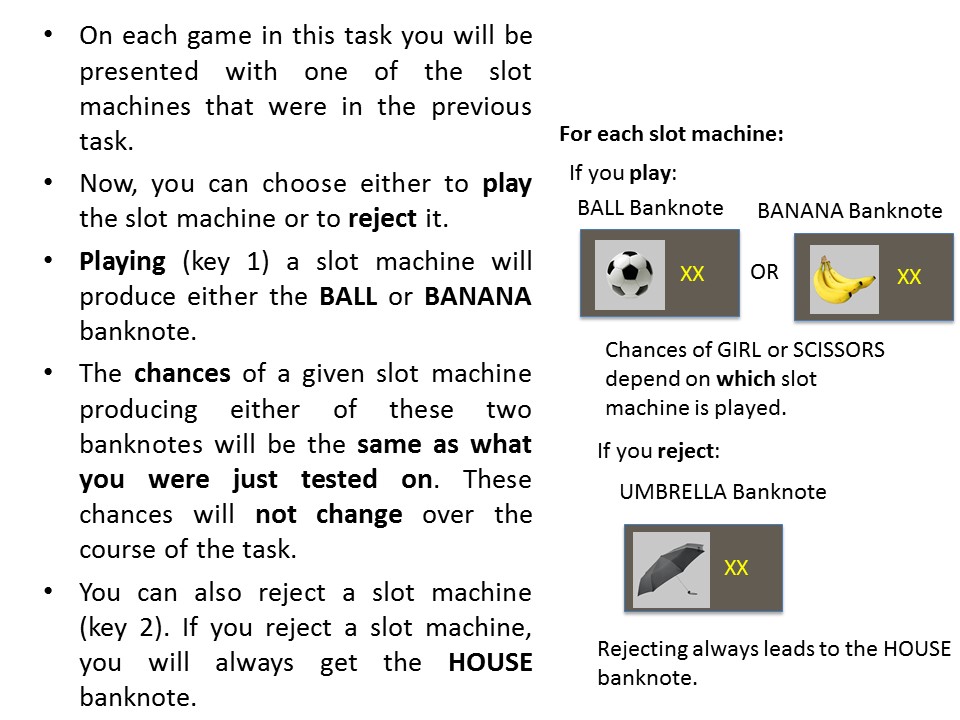 • On each game in this task you will be
presented with one of the slot
machines that were in the previous
task.
• Now, you can choose either to play
the slot machine or to reject it.
• Playing (key 1) a slot machine will
produce either the BALL or BANANA
banknote.
• The chances of a given slot machine
producing either of these two
banknotes will be the same as what
you were just tested on. These
chances will not change over the
course of the task.
• You can also reject a slot machine
(key 2). If you reject a slot machine,
you will always get the HOUSE
banknote.
For each slot machine:
If you play:
BALL Banknote
BANANA Banknote
XX
OR
XX
Chances of GIRL or SCISSORS
depend on which slot
machine is played.
If you reject:
UMBRELLA Banknote
XX
Rejecting always leads to the HOUSE
banknote.